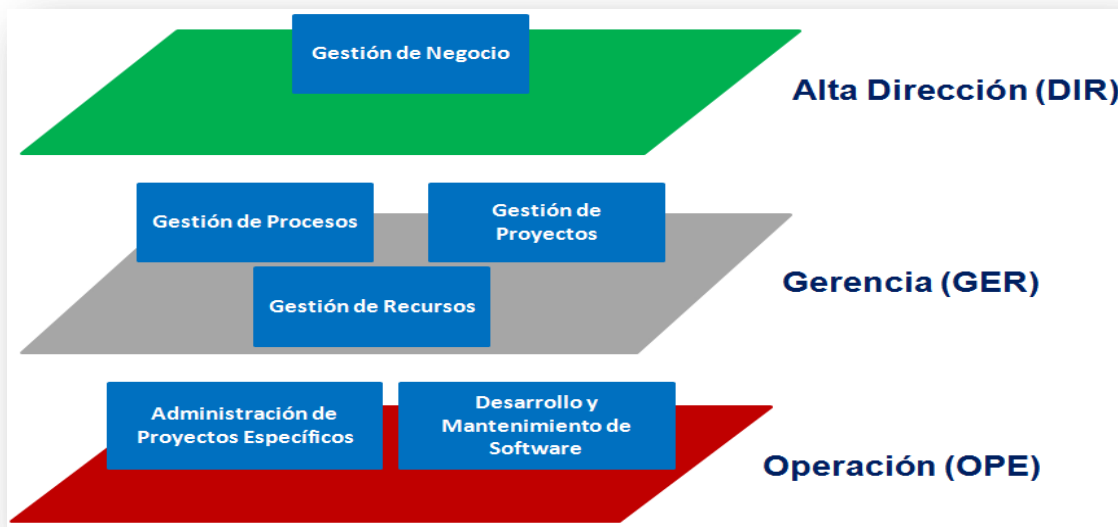 Gestión de Negocio
Alta Dirección (DIR)
Gestión de Procesos
Gestión de
Proyectos
Gestión de Recursos
Gerencia (GER)
Administración de
Proyectos Específicos
Desarrollo y
Mantenimiento de
Software
Operación (OPE)